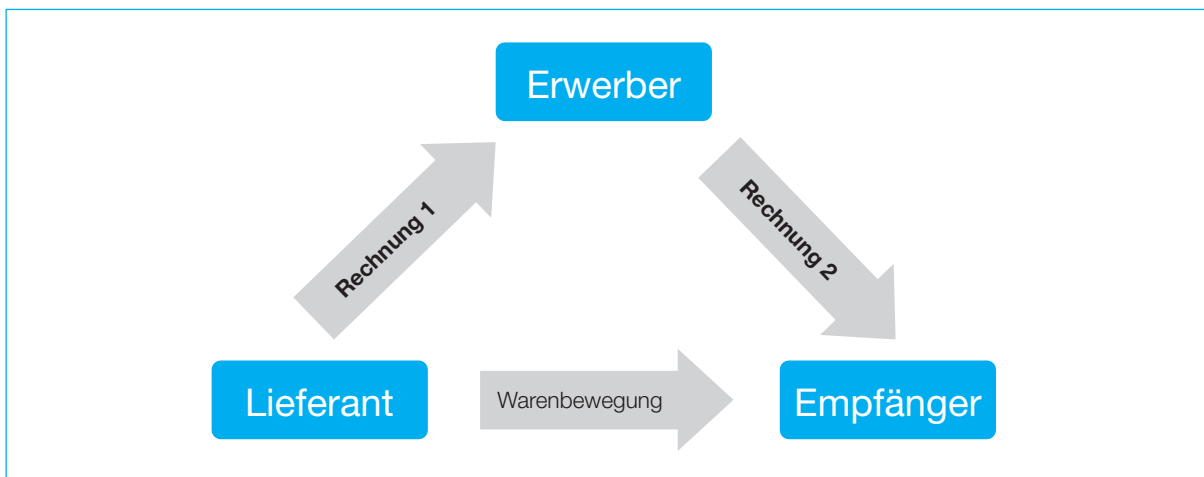 Erwerber
Rechnung 1
Rechnung 2
Lieferant
Warenbewegung
Empfänger